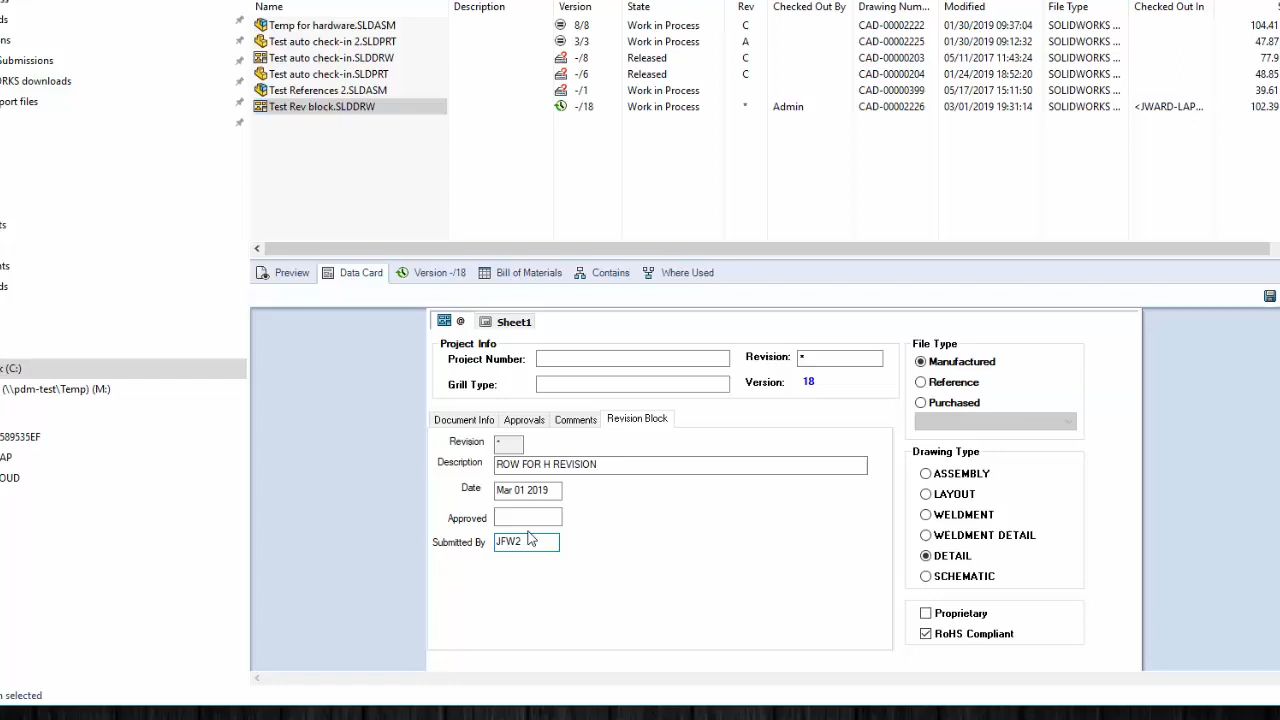 Name Description Version State Rev Checked Out By Drawing Num... Modified File Type Checked Out In
Temp for hardware.SLDASM 8/8 Work in Process C CAD-00002222 01/30/2019 09:37:04 SOLIDWORKS ... 104.41
Test auto check-in 2.SLDPRT 3/3 Work in Process A CAD-00002225 01/30/2019 09:12:32 SOLIDWORKS ... 47.87
Test auto check-in.SLDDRW -/8 Released C CAD-00000203 05/11/2017 11:43:24 SOLIDWORKS ... 77.9
Test auto check-in.SLDPRT -/6 Released C CAD-00000204 01/24/2019 18:52:20 SOLIDWORKS ... 48.85
Test References 2.SLDASM -/1 Work in Process CAD-00000399 05/17/2017 15:11:50 SOLIDWORKS ... 39.61
Test Rev block.SLDDRW -/18 Work in Process * Admin CAD-00002226 03/01/2019 19:31:14 SOLIDWORKS ... <JWARD-LAP... 102.39
ds
ons
Submissions
RKS downloads
port files
ts
nts
ds
(C:)
(\\pdm-test\Temp) (M:)
589535EF
AP
OUD
selected
Preview Data Card Version -/18 Bill of Materials Contains Where Used
@ Sheet1
Project Info
Project Number:
Revision: *
Grill Type:
Version: 18
Document Info Approvals Comments Revision Block
Revision *
Description ROW FOR H REVISION
Date Mar 01 2019
Approved
Submitted By JFW2
File Type
Manufactured
Reference
Purchased
Drawing Type
ASSEMBLY
LAYOUT
WELDMENT
WELDMENT DETAIL
DETAIL
SCHEMATIC
Proprietary
RoHS Compliant